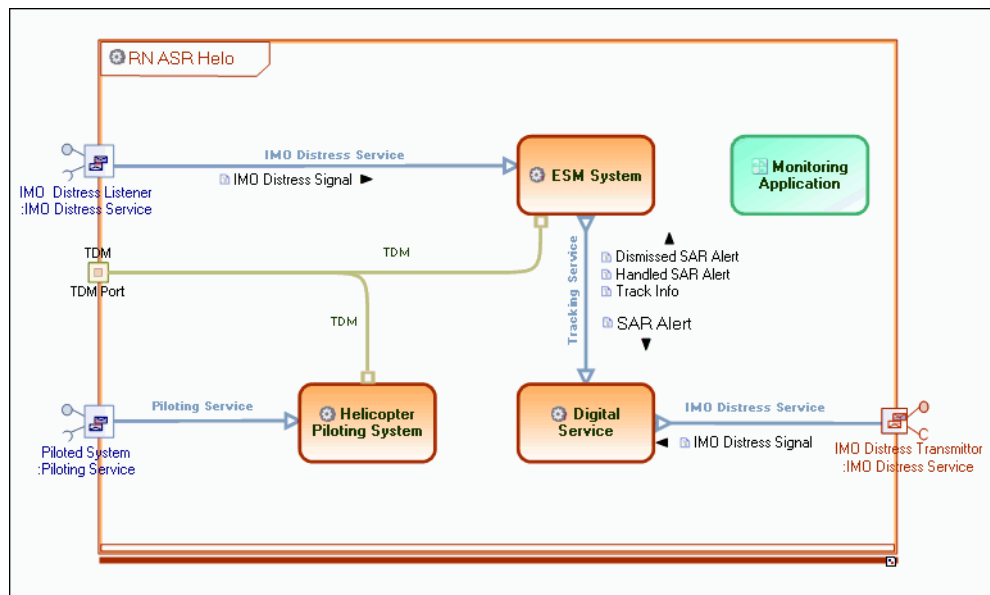 RN ASR Helo
IMO Distress Service
IMO Distress Signal
IMO Distress Listener
:IMO Distress Service
ESM System
Monitoring
Application
TDM
TDM Port
TDM
TDM
Tracking Service
Dismissed SAR Alert
Handled SAR Alert
Track Info
SAR Alert
Piloting Service
Piloted System
:Piloting Service
Helicopter
Piloting System
Digital
Service
IMO Distress Service
IMO Distress Signal
IMO Distress Transmittor
:IMO Distress Service